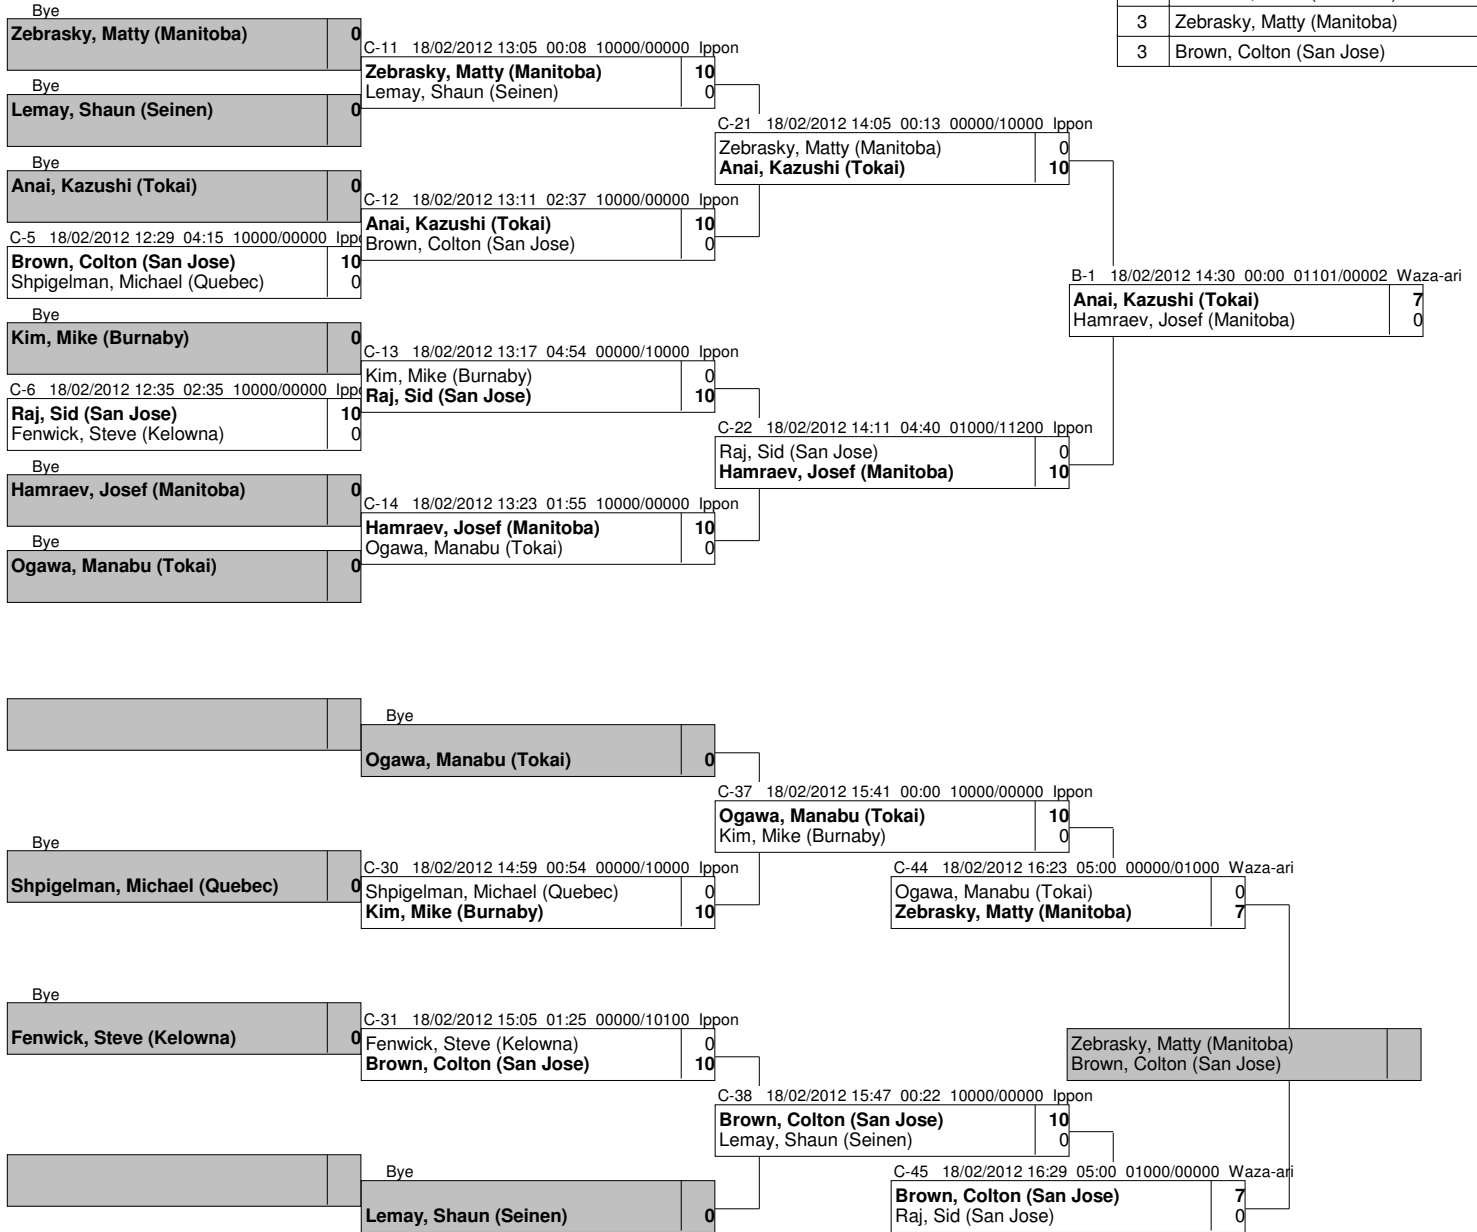 3 Zebrasky, Matty (Manitoba)
3 Brown, Colton (San Jose)
Bye
Zebrasky, Matty (Manitoba) 0
Bye
Lemay, Shaun (Seinen) 0
Bye
Anai, Kazushi (Tokai) 0
C-5 18/02/2012 12:29 04:15 10000/00000 Ippo
Brown, Colton (San Jose) 10
Shpigelman, Michael (Quebec) 0
Bye
Kim, Mike (Burnaby) 0
C-6 18/02/2012 12:35 02:35 10000/00000 Ippo
Raj, Sid (San Jose) 10
Fenwick, Steve (Kelowna) 0
Bye
Hamraev, Josef (Manitoba) 0
Bye
Ogawa, Manabu (Tokai) 0
C-11 18/02/2012 13:05 00:08 10000/00000 Ippon
Zebrasky, Matty (Manitoba) 10
Lemay, Shaun (Seinen) 0
C-12 18/02/2012 13:11 02:37 10000/00000 Ippon
Anai, Kazushi (Tokai) 10
Brown, Colton (San Jose) 0
C-13 18/02/2012 13:17 04:54 00000/10000 Ippon
Kim, Mike (Burnaby) 0
Raj, Sid (San Jose) 10
C-14 18/02/2012 13:23 01:55 10000/00000 Ippon
Hamraev, Josef (Manitoba) 10
Ogawa, Manabu (Tokai) 0
C-21 18/02/2012 14:05 00:13 00000/10000 Ippon
Zebrasky, Matty (Manitoba) 0
Anai, Kazushi (Tokai) 10
C-22 18/02/2012 14:11 04:40 01000/11200 Ippon
Raj, Sid (San Jose) 0
Hamraev, Josef (Manitoba) 10
B-1 18/02/2012 14:30 00:00 01101/00002 Waza-ari
Anai, Kazushi (Tokai) 7
Hamraev, Josef (Manitoba) 0
Bye
Shpigelman, Michael (Quebec) 0
Bye
Fenwick, Steve (Kelowna) 0
Bye
Ogawa, Manabu (Tokai) 0
C-30 18/02/2012 14:59 00:54 00000/10000 Ippon
Shpigelman, Michael (Quebec) 0
Kim, Mike (Burnaby) 10
C-31 18/02/2012 15:05 01:25 00000/10100 Ippon
Fenwick, Steve (Kelowna) 0
Brown, Colton (San Jose) 10
Bye
Lemay, Shaun (Seinen) 0
C-37 18/02/2012 15:41 00:00 10000/00000 Ippon
Ogawa, Manabu (Tokai) 10
Kim, Mike (Burnaby) 0
C-38 18/02/2012 15:47 00:22 10000/00000 Ippon
Brown, Colton (San Jose) 10
Lemay, Shaun (Seinen) 0
C-44 18/02/2012 16:23 05:00 00000/01000 Waza-ari
Ogawa, Manabu (Tokai) 0
Zebrasky, Matty (Manitoba) 7
C-45 18/02/2012 16:29 05:00 01000/00000 Waza-ari
Brown, Colton (San Jose) 7
Raj, Sid (San Jose) 0
Zebrasky, Matty (Manitoba)
Brown, Colton (San Jose)